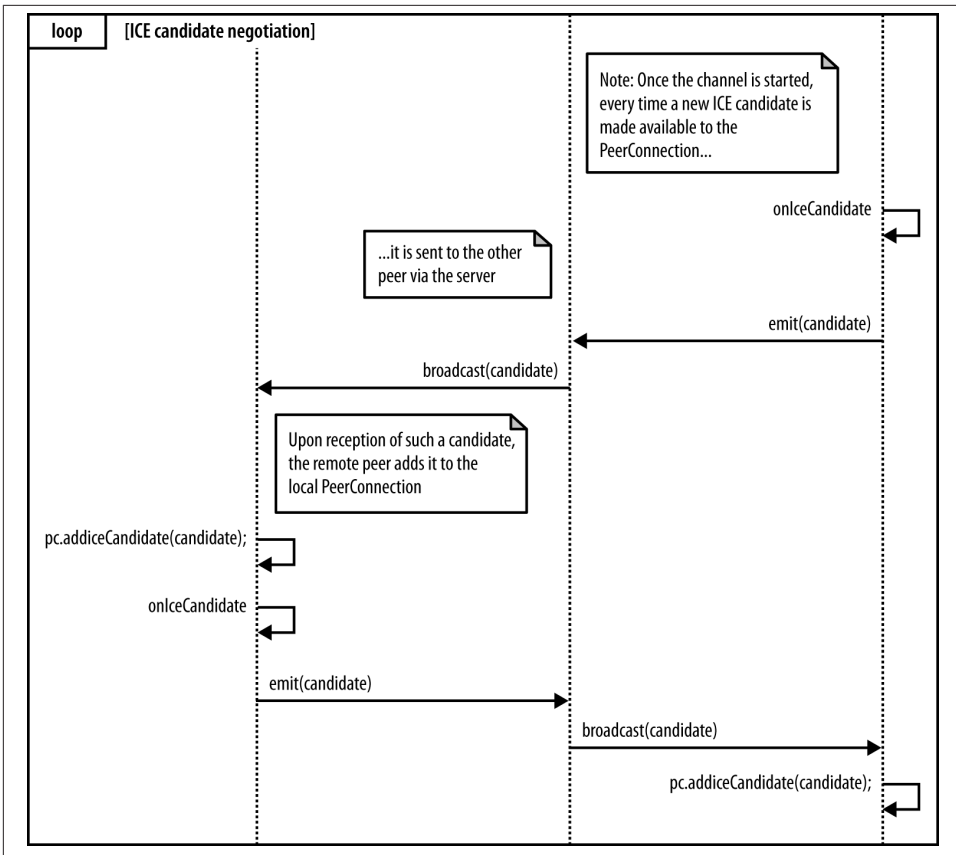 loop [ICE candidate negotiation]
Note: Once the channel is started,
every time a new ICE candidate is
made available to the
PeerConnection...
onIceCandidate
...it is sent to the other
peer via the server
emit(candidate)
broadcast(candidate)
Upon reception of such a candidate,
the remote peer adds it to the
local PeerConnection
pc.addiceCandidate(candidate);
onIceCandidate
emit(candidate)
broadcast(candidate)
pc.addiceCandidate(candidate);